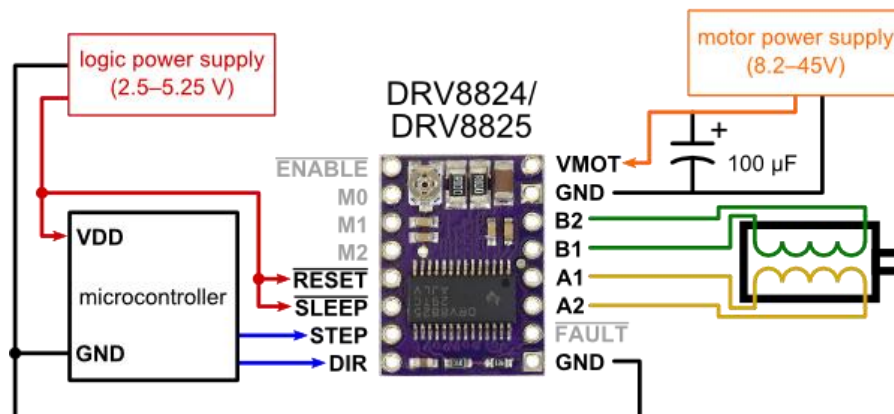 logic power supply
(2.5–5.25 V)
motor power supply
(8.2–45V)
DRV8824/
DRV8825
+
100 µF
ENABLE
M0
M1
M2
RESET
SLEEP
STEP
DIR
VMOT
GND
B2
B1
A1
A2
FAULT
GND
VDD
microcontroller
GND
DRV8825